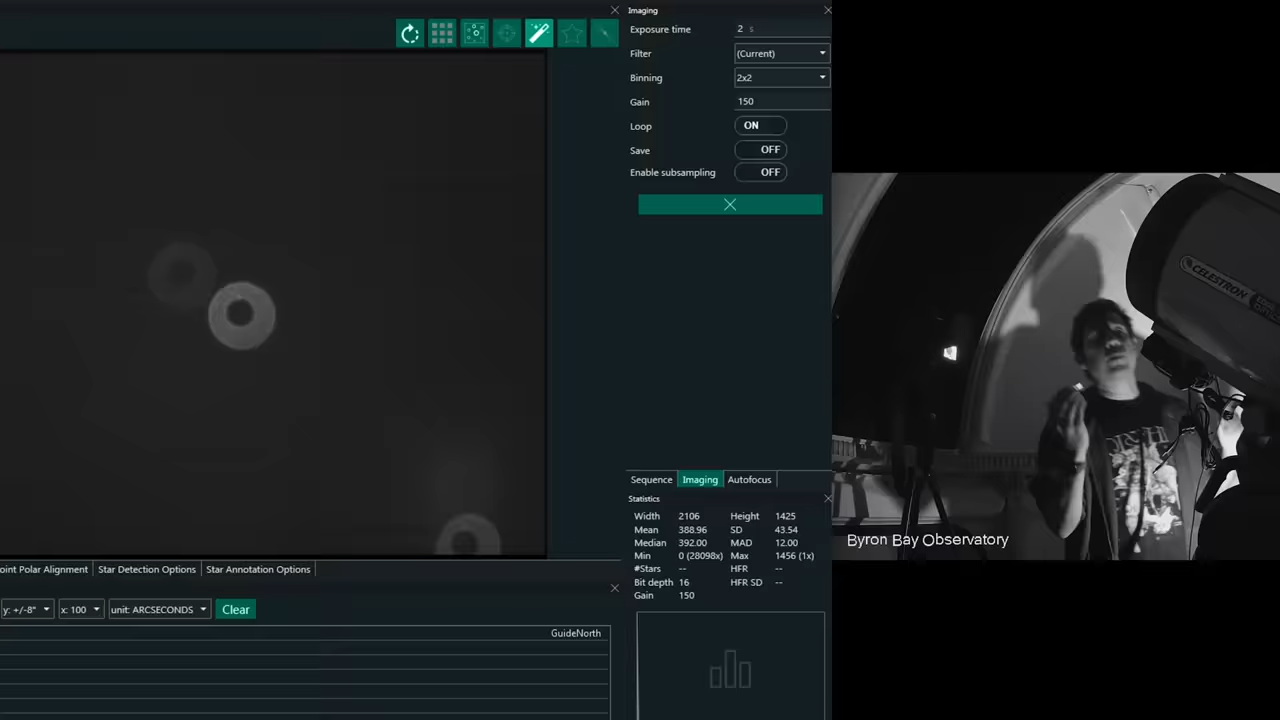 Imaging
Exposure time 2 s
Filter (Current)
Binning 2x2
Gain 150
Loop ON
Save OFF
Enable subsampling OFF
CELESTRON
Byron Bay Observatory
Sequence Imaging Autofocus
Statistics
Width 2106 Height 1425
Mean 388.96 SD 43.54
Median 392.00 MAD 12.00
Min 0 (28098x) Max 1456 (1x)
#Stars -- HFR --
Bit depth 16 HFR SD --
Gain 150
oint Polar Alignment Star Detection Options Star Annotation Options
y: +/-8" x: 100 unit: ARCSECONDS Clear
GuideNorth